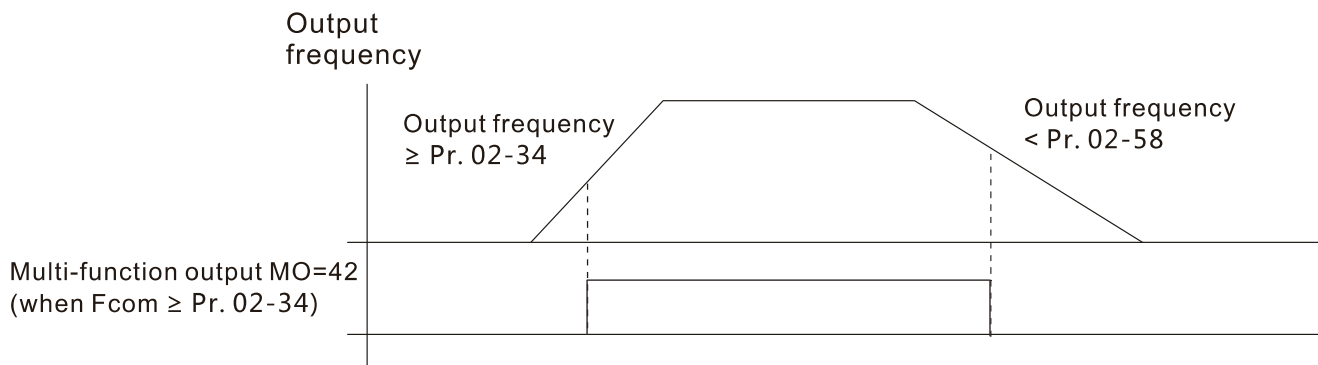 Output
frequency
Output frequency
≥ Pr. 02-34
Output frequency
< Pr. 02-58
Multi-function output MO=42
(when Fcom ≥ Pr. 02-34)